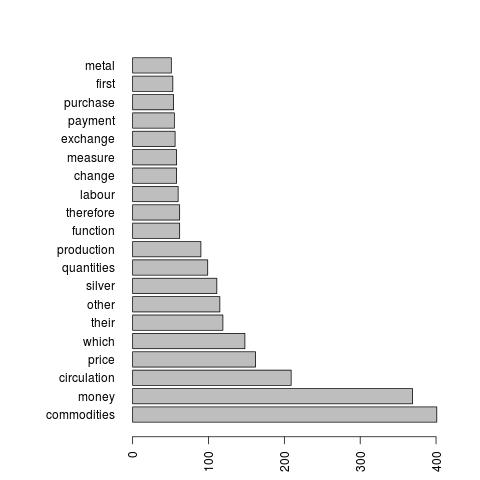 metal
first
purchase
payment
exchange
measure
change
labour
therefore
function
production
quantities
silver
other
their
which
price
circulation
money
commodities
0 100 200 300 400